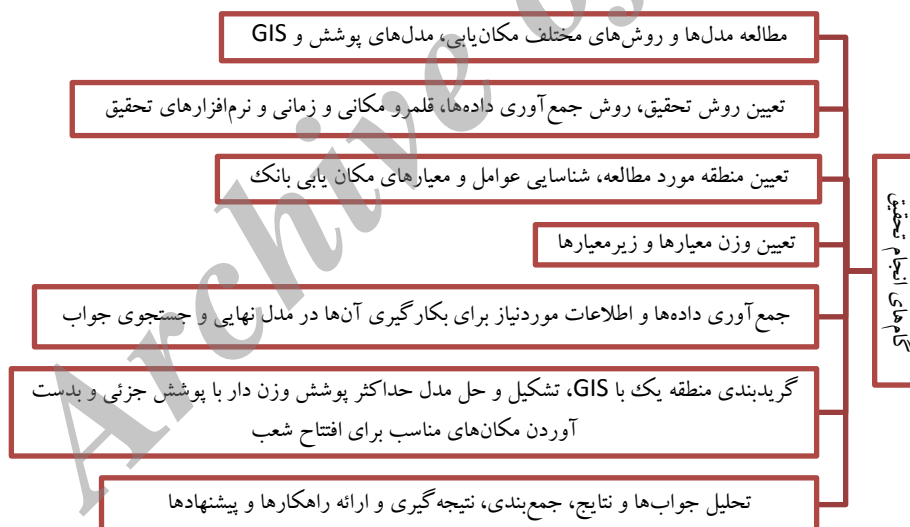 مطالعه مدل‌ها و روش‌های مختلف مکان‌یابی، مدل‌های پوشش و GIS
تعیین روش تحقیق، روش جمع‌آوری داده‌ها، قلمرو مکانی و زمانی و نرم‌افزارهای تحقیق
تعیین منطقه مورد مطالعه، شناسایی عوامل و معیارهای مکان یابی بانک
تعیین وزن معیارها و زیرمعیارها
جمع‌آوری داده‌ها و اطلاعات موردنیاز برای بکارگیری آن‌ها در مدل نهایی و جستجوی جواب
گریدبندی منطقه یک با GIS، تشکیل و حل مدل حداکثر پوشش وزن دار با پوشش جزئی و بدست
آوردن مکان‌های مناسب برای افتتاح شعب
تحلیل جواب‌ها و نتایج، جمع‌بندی، نتیجه‌گیری و ارائه راهکارها و پیشنهادها
گام‌های انجام تحقیق
Archive of